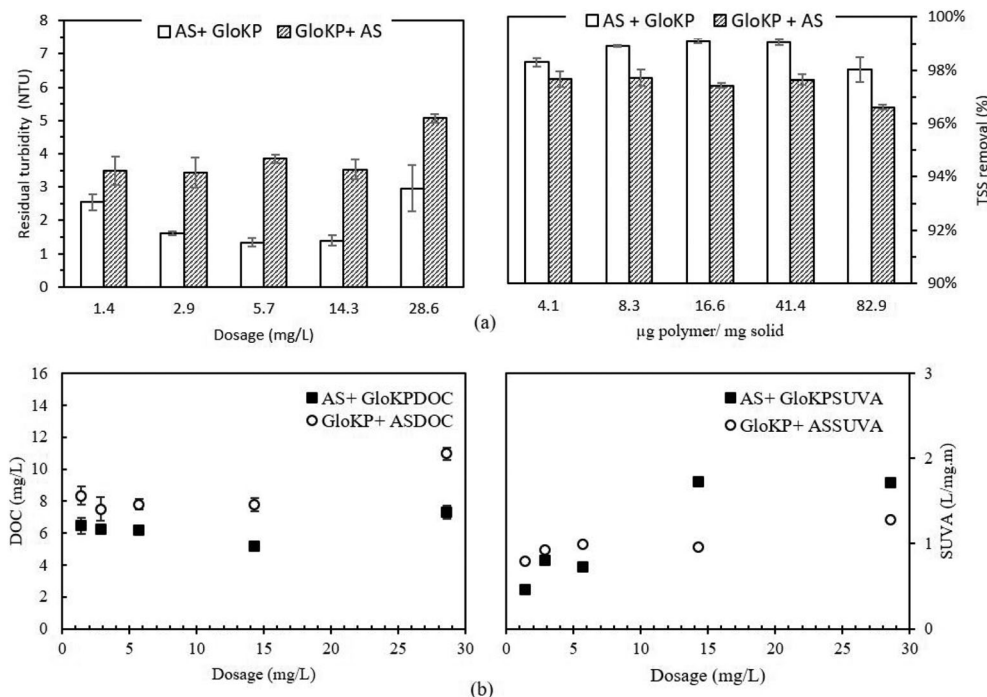 AS+ GloKP GloKP+ AS
Residual turbidity (NTU)
8
7
6
5
4
3
2
1
0
1.4 2.9 5.7 14.3 28.6
Dosage (mg/L)
AS + GloKP GloKP + AS
100%
98%
96%
94%
92%
90%
TSS removal (%)
4.1 8.3 16.6 41.4 82.9
µg polymer/ mg solid
(a)
AS+ GloKPDOC
GloKP+ ASDOC
DOC (mg/L)
16
14
12
10
8
6
4
2
0
0 5 10 15 20 25 30
Dosage (mg/L)
AS+ GloKPSUVA
GloKP+ ASSUVA
3
2
1
0
SUVA (L/mg.m)
0 5 10 15 20 25 30
Dosage (mg/L)
(b)